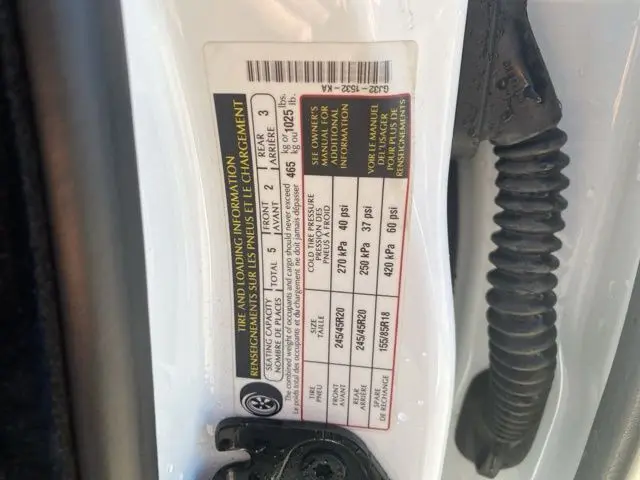 GJ32-1532-KA
TIRE AND LOADING INFORMATION
RENSEIGNEMENTS SUR LES PNEUS ET LE CHARGEMENT
SEATING CAPACITY TOTAL 5 FRONT 2 REAR 3
NOMBRE DE PLACES AVANT ARRIÈRE
The combined weight of occupants and cargo should never exceed 465 kg or 1025 lbs.
Le poids total des occupants et du chargement ne doit jamais dépasser kg ou lb.
TIRE SIZE COLD TIRE PRESSURE
PNEU TAILLE PRESSION DES PNEUS À FROID
FRONT 245/45R20 270 kPa 40 psi
AVANT
REAR 245/45R20 250 kPa 37 psi
ARRIÈRE
SPARE 155/85R18 420 kPa 60 psi
DE RECHANGE
SEE OWNER'S
MANUAL FOR
ADDITIONAL
INFORMATION
VOIR LE MANUEL
DE L'USAGER
POUR PLUS DE
RENSEIGNEMENTS